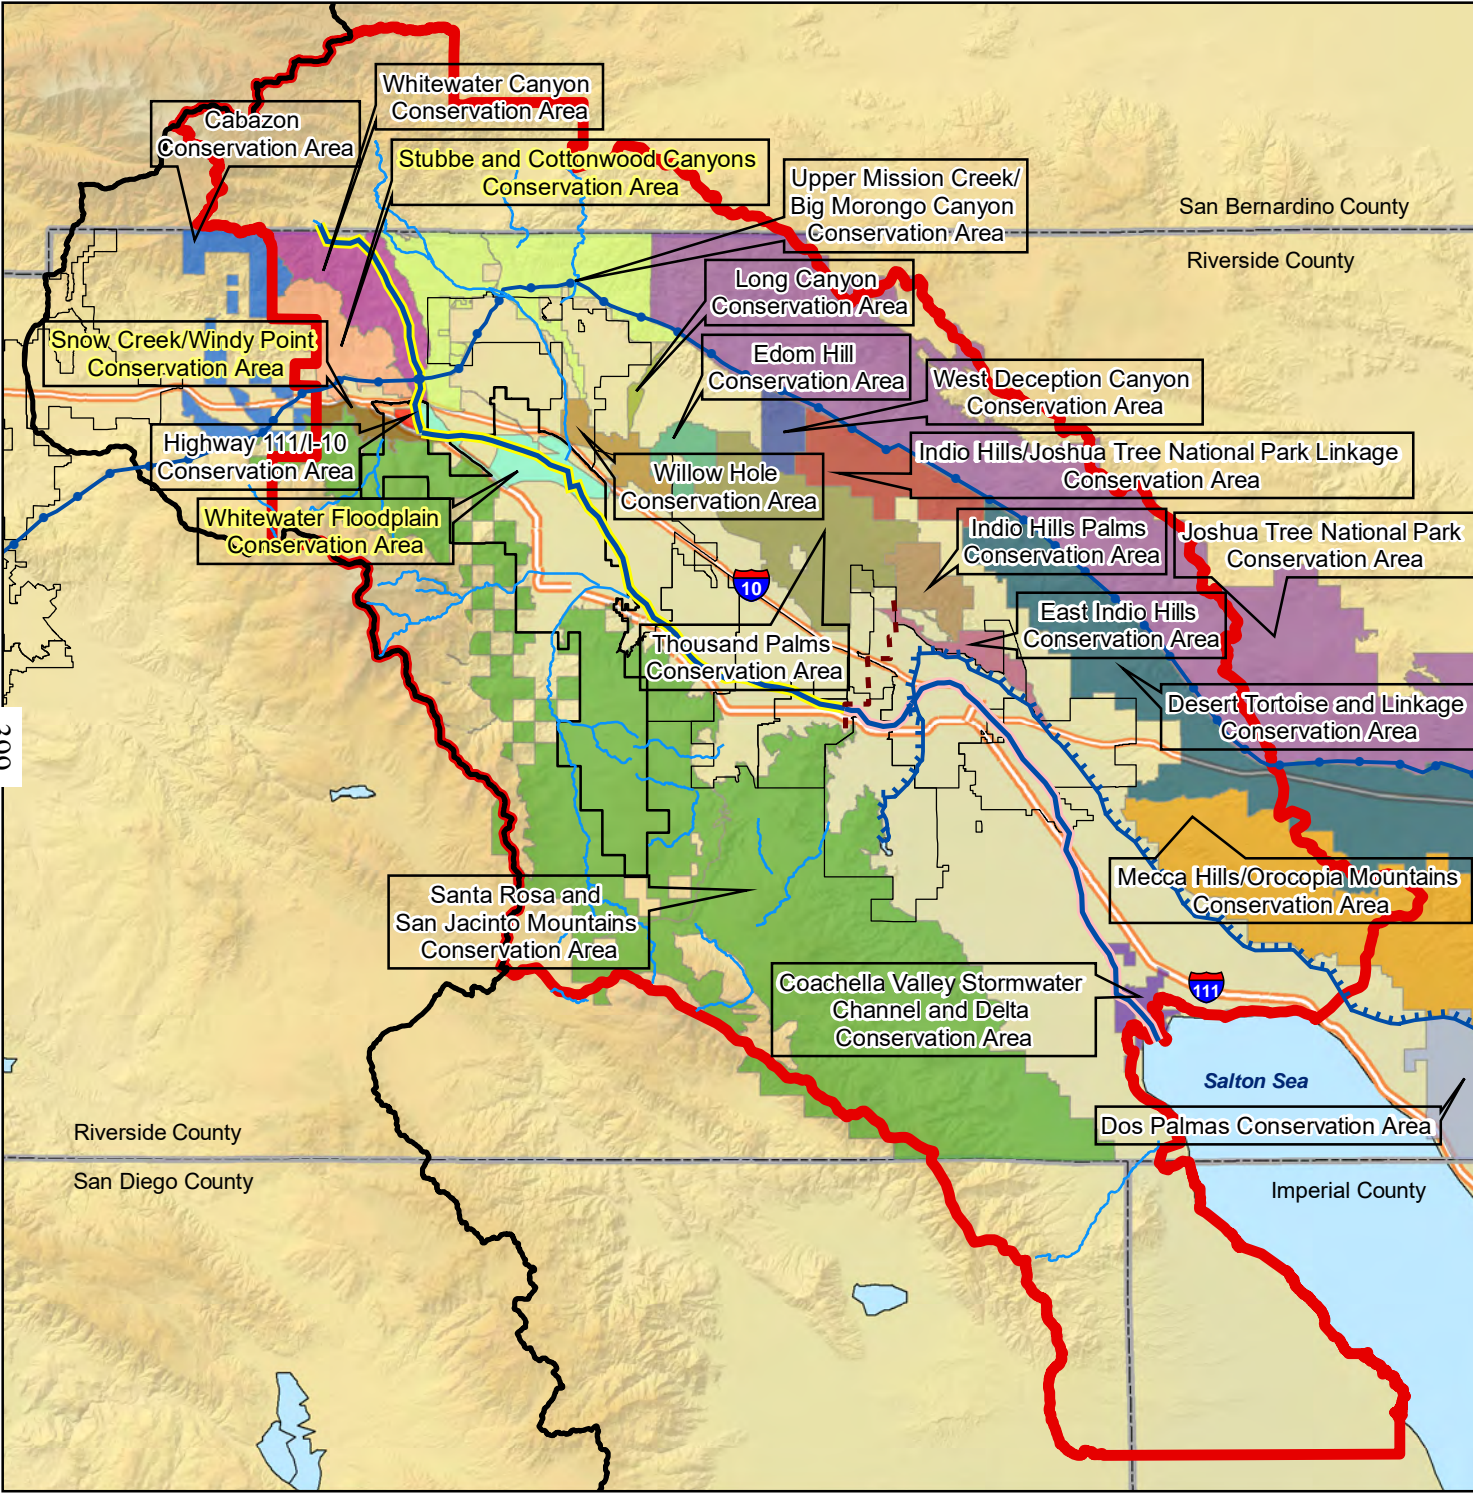 Whitewater Canyon
Conservation Area
Cabazon
Conservation Area
Stubbe and Cottonwood Canyons
Conservation Area
Upper Mission Creek/
Big Morongo Canyon
Conservation Area
San Bernardino County
Riverside County
Long Canyon
Conservation Area
Snow Creek/Windy Point
Conservation Area
Edom Hill
Conservation Area
West Deception Canyon
Conservation Area
Highway 111/I-10
Conservation Area
Willow Hole
Conservation Area
Indio Hills/Joshua Tree National Park Linkage
Conservation Area
Whitewater Floodplain
Conservation Area
Indio Hills Palms
Conservation Area
Joshua Tree National Park
Conservation Area
10
East Indio Hills
Conservation Area
Thousand Palms
Conservation Area
Desert Tortoise and Linkage
Conservation Area
Mecca Hills/Orocopia Mountains
Conservation Area
Santa Rosa and
San Jacinto Mountains
Conservation Area
Coachella Valley Stormwater
Channel and Delta
Conservation Area
111
Salton Sea
Dos Palmas Conservation Area
Riverside County
San Diego County
Imperial County